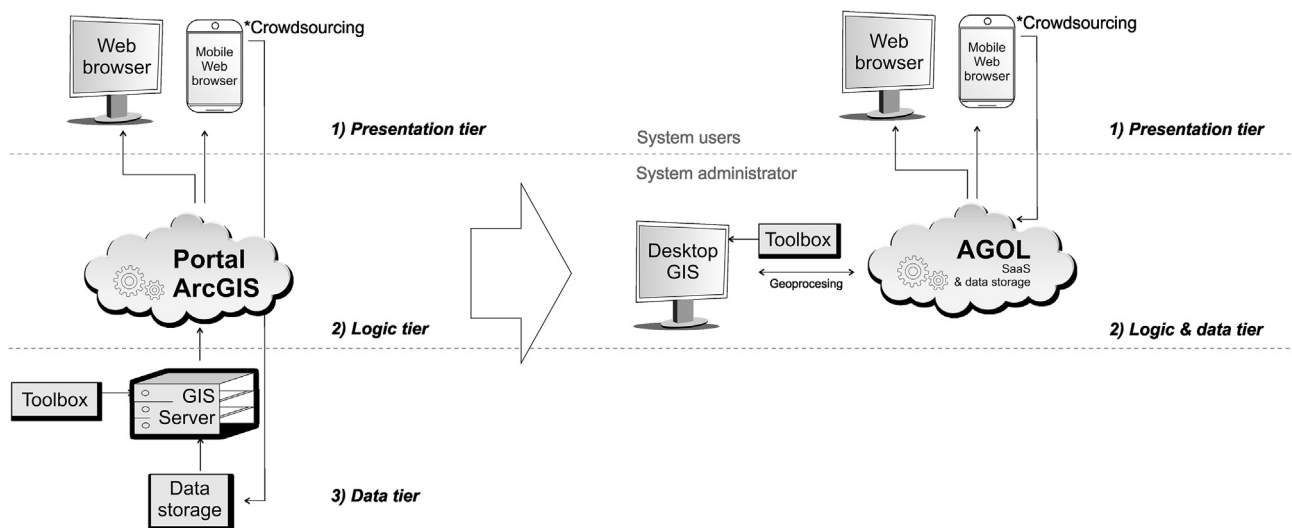 *Crowdsourcing
Web
browser
Mobile
Web
browser
1) Presentation tier
Portal
ArcGIS
2) Logic tier
Toolbox
GIS
Server
Data
storage
3) Data tier
*Crowdsourcing
Web
browser
Mobile
Web
browser
1) Presentation tier
System users
System administrator
Desktop
GIS
Toolbox
Geoprocesing
AGOL
SaaS
& data storage
2) Logic & data tier